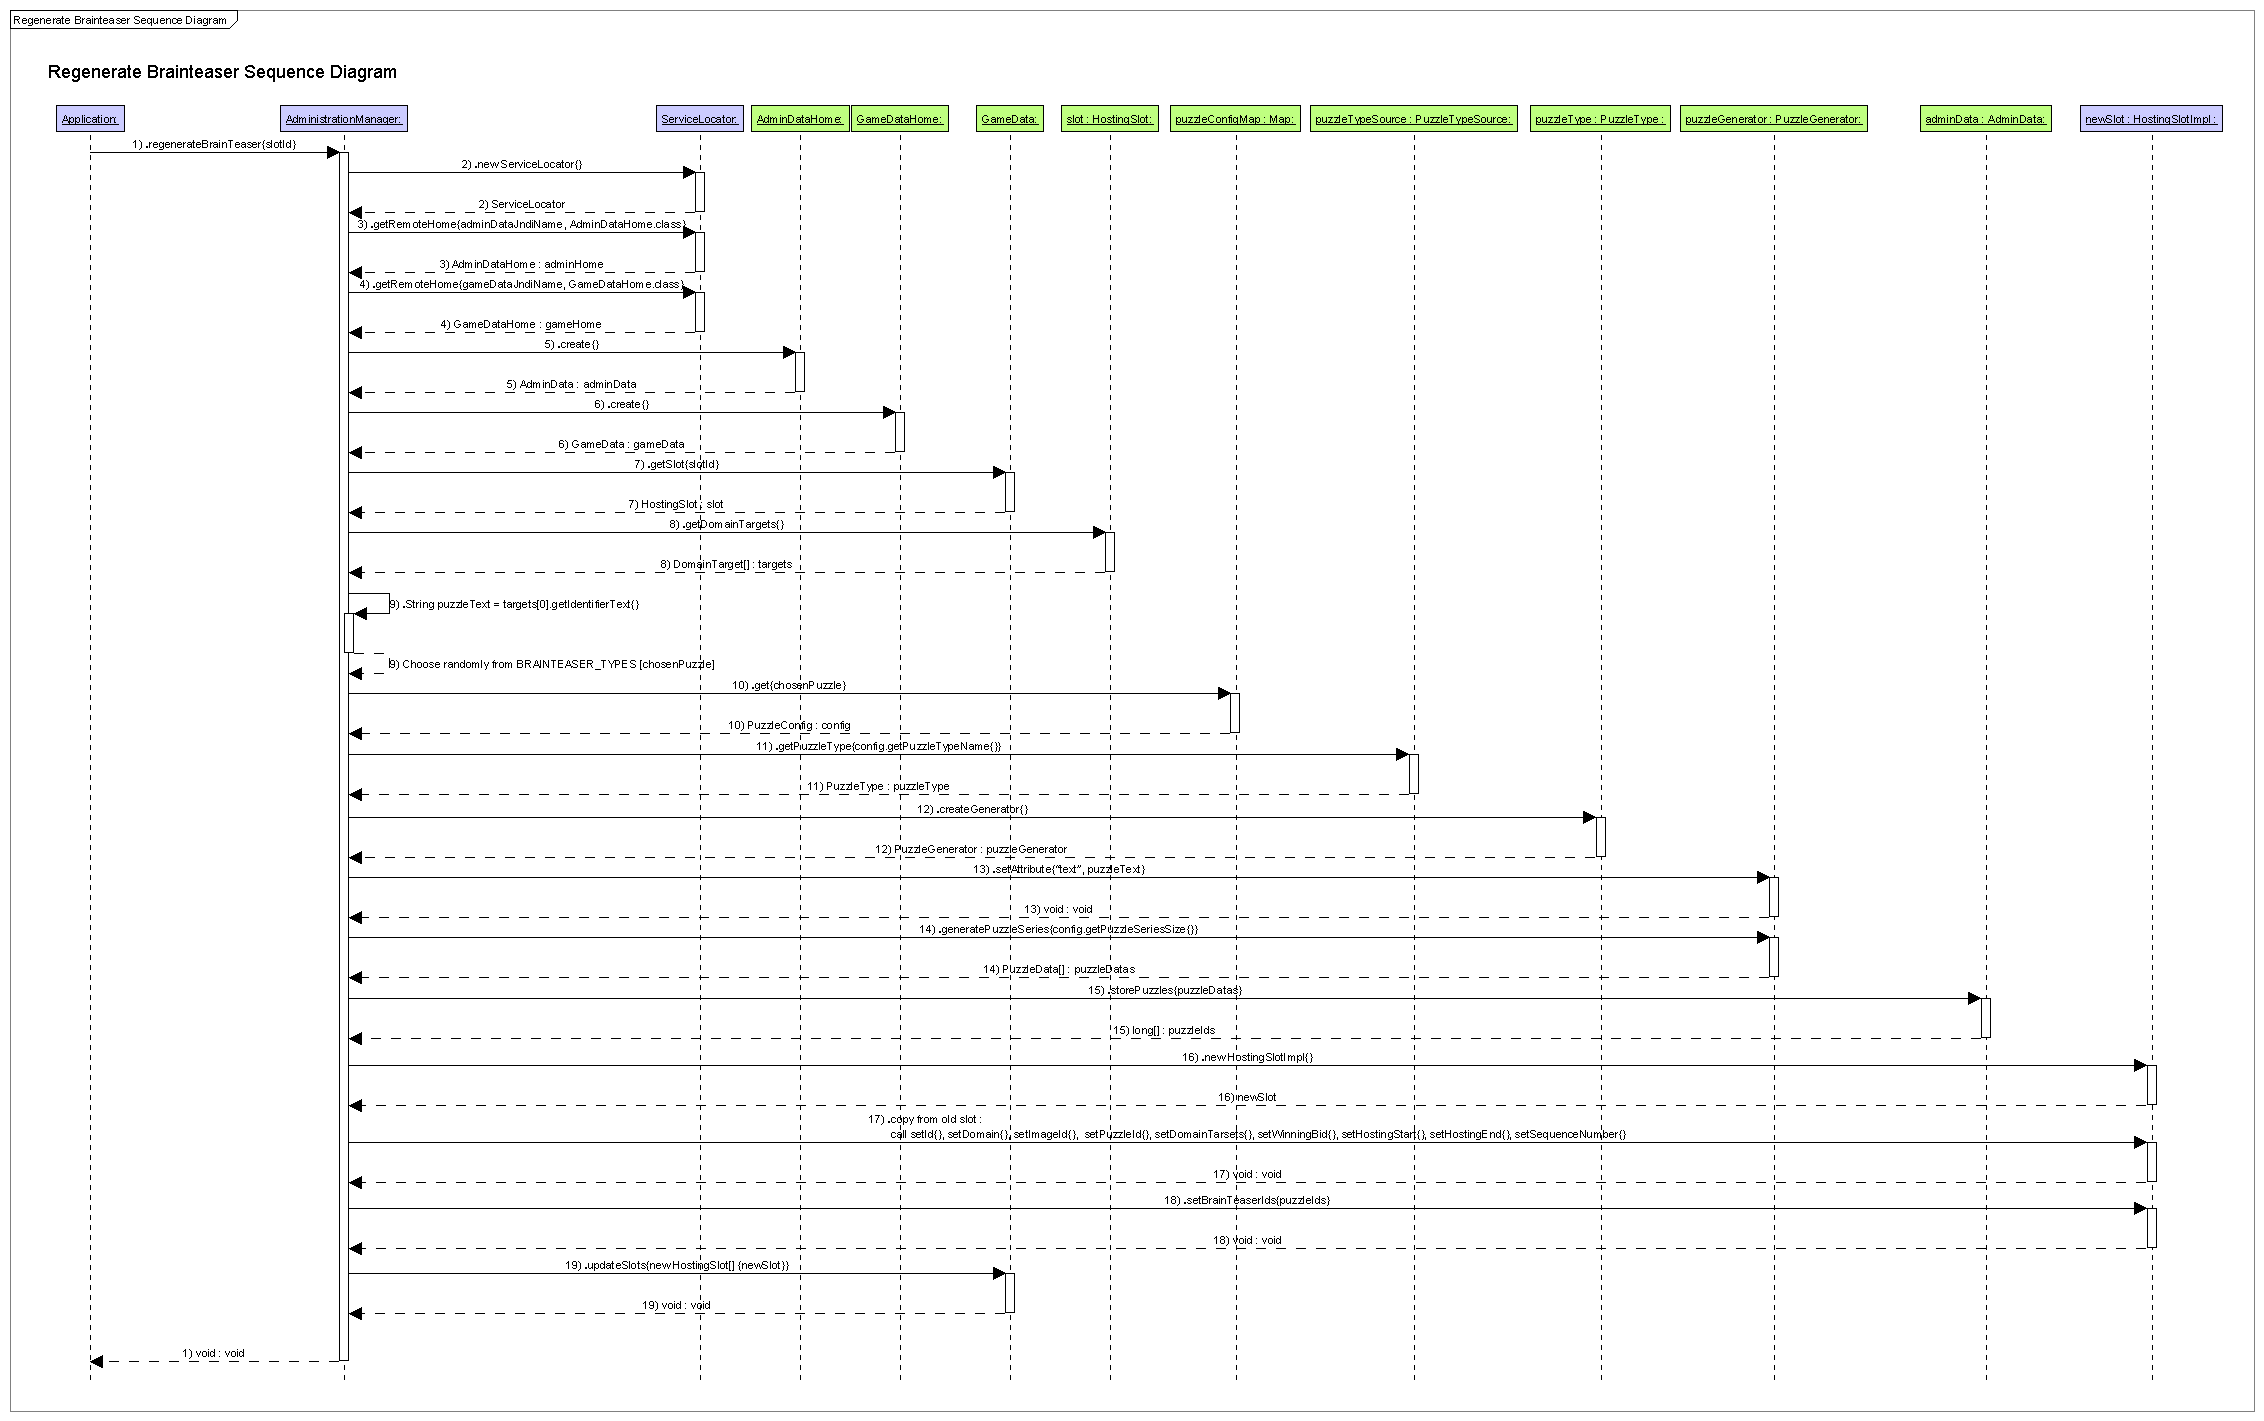 Regenerate Brainteaser Sequence Diagram
Regenerate Brainteaser Sequence Diagram
Application: AdministrationManager: ServiceLocator: AdminDataHome: GameDataHome: GameData: slot : HostingSlot: puzzleConfigMap : Map: puzzleTypeSource : PuzzleTypeSource: puzzleType : PuzzleType : puzzleGenerator : PuzzleGenerator: adminData : AdminData: newSlot : HostingSlotImpl :
1) .regenerateBrainTeaser{slotId}
2) .new ServiceLocator{}
2) ServiceLocator
3) .getRemoteHome{adminDataJndiName, AdminDataHome.class}
3) AdminDataHome : adminHome
4) .getRemoteHome{gameDataJndiName, GameDataHome.class}
4) GameDataHome : gameHome
5) .create{}
5) AdminData : adminData
6) .create{}
6) GameData : gameData
7) .getSlot{slotId}
7) HostingSlot : slot
8) .getDomainTargets{}
8) DomainTarget[] : targets
9) .String puzzleText = targets[0].getIdentifierText{}
9) Choose randomly from BRAINTEASER_TYPES [chosenPuzzle]
10) .get{chosenPuzzle}
10) PuzzleConfig : config
11) .getPuzzleType{config.getPuzzleTypeName{}}
11) PuzzleType : puzzleType
12) .createGenerator{}
12) PuzzleGenerator : puzzleGenerator
13) .setAttribute{"text", puzzleText}
13) void : void
14) .generatePuzzleSeries{config.getPuzzleSeriesSize{}}
14) PuzzleData[] : puzzleDatas
15) .storePuzzles{puzzleDatas}
15) long[] : puzzleIds
16) .new HostingSlotImpl{}
16) newSlot
17) .copy from old slot :
call setId{}, setDomain{}, setImageId{}, setPuzzleId{}, setDomainTarsets{}, setWinningBid{}, setHostingStart{}, setHostingEnd{}, setSequenceNumber{}
17) void : void
18) .setBrainTeaserIds{puzzleIds}
18) void : void
19) .updateSlots{new HostingSlot[] {newSlot}}
19) void : void
1) void : void